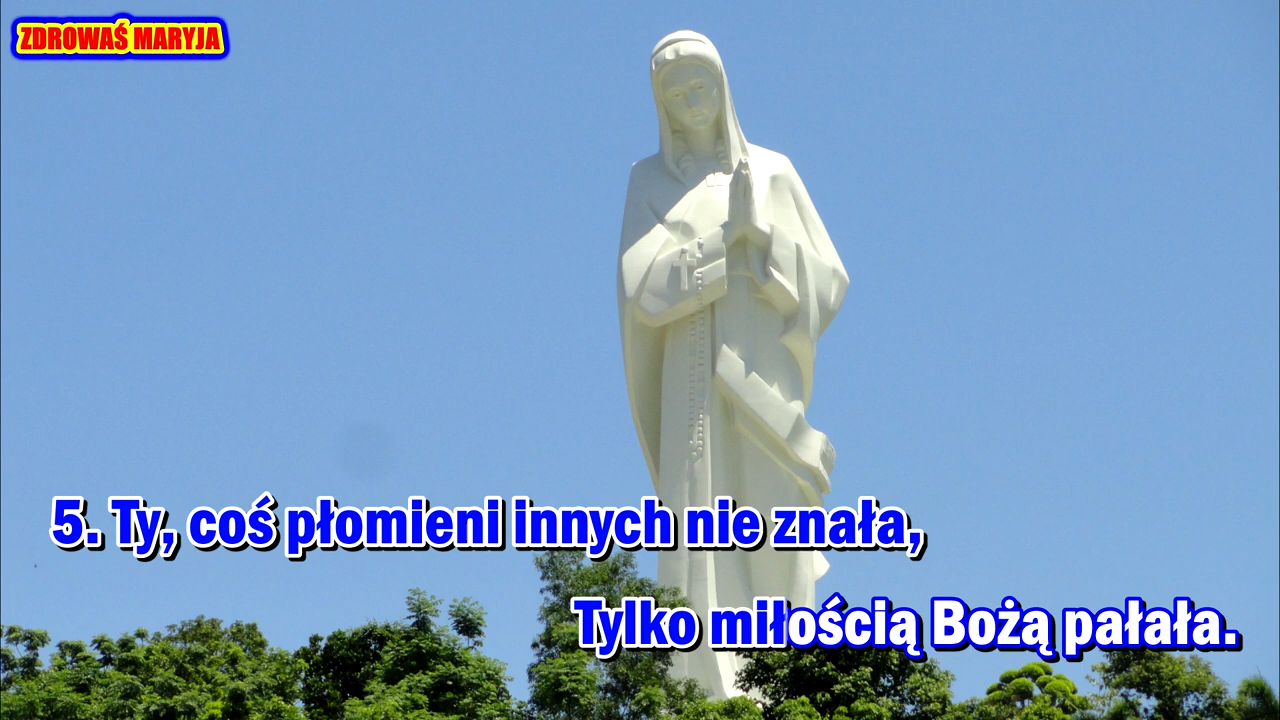 ZDROWAŚ MARYJA
5. Ty, coś płomieni innych nie znała,
Tylko miłością Bożą pałała.